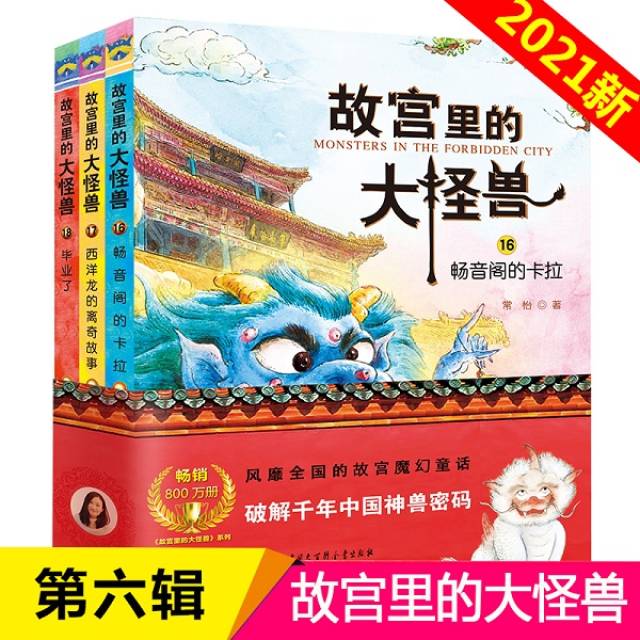 2021新
故宫里的
MONSTERS IN THE FORBIDDEN CITY
大怪兽
16
畅音阁的卡拉
常怡 著
故宫里的大怪兽 18 毕业了
故宫里的大怪兽 17 西洋龙的离奇故事
故宫里的大怪兽 16 畅音阁的卡拉
畅销
800万册
《故宫里的大怪兽》系列
风靡全国的故宫魔幻童话
破解千年中国神兽密码
第六辑
故宫里的大怪兽